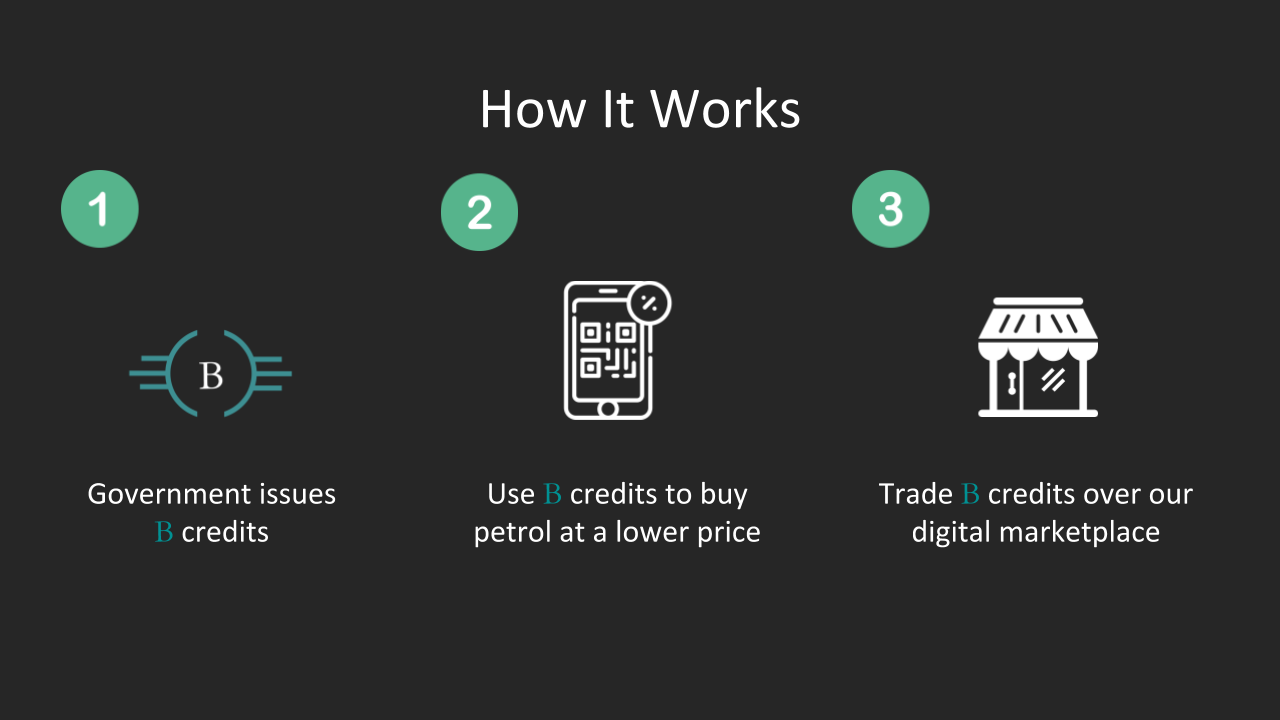 How It Works
1
2
3
B
%
Government issues
B credits
Use B credits to buy
petrol at a lower price
Trade B credits over our
digital marketplace